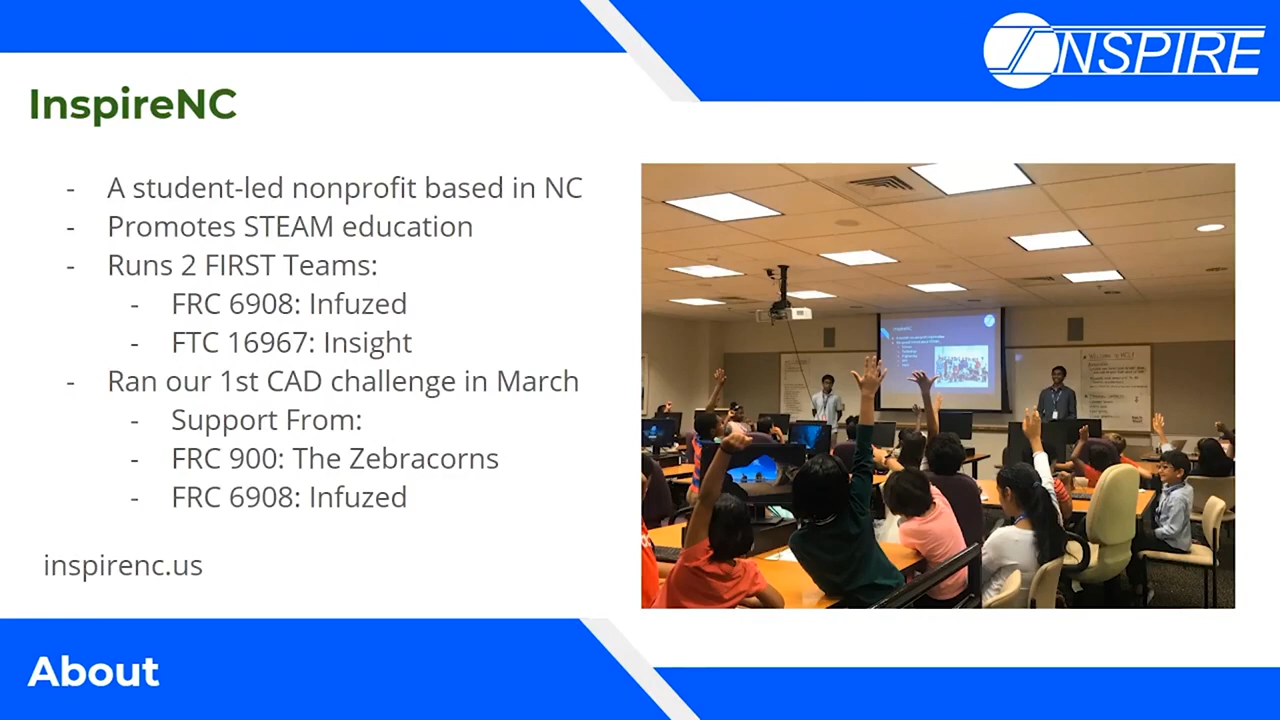 INSPIRE
InspireNC
- A student-led nonprofit based in NC
- Promotes STEAM education
- Runs 2 FIRST Teams:
- FRC 6908: Infuzed
- FTC 16967: Insight
- Ran our 1st CAD challenge in March
- Support From:
- FRC 900: The Zebracorns
- FRC 6908: Infuzed
inspirenc.us
InspireNC
About